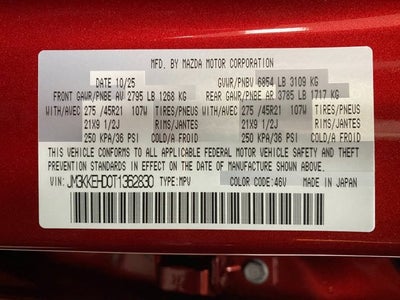 MFD. BY MAZDA MOTOR CORPORATION
DATE 10/25 GVWR/PNBV 6854 LB 3109 KG
FRONT GAWR/PNBE AV 2795 LB 1268 KG REAR GAWR/PNBE AR 3785 LB 1717 KG
WITH/AVEC 275 /45R21 107W TIRES/PNEUS WITH/AVEC 275 /45R21 107W TIRES/PNEUS
21X9 1/2J RIMS/JANTES 21X9 1/2J RIMS/JANTES
250 KPA/36 PSI COLD/A FROID 250 KPA/36 PSI COLD/A FROID
THIS VEHICLE CONFORMS TO ALL APPLICABLE FEDERAL MOTOR VEHICLE SAFETY AND THEFT
PREVENTION STANDARDS IN EFFECT ON THE DATE OF MANUFACTURE SHOWN ABOVE.
VIN: JM3KKEHD0T1362830 TYPE:MPV COLOR CODE:46V MADE IN JAPAN